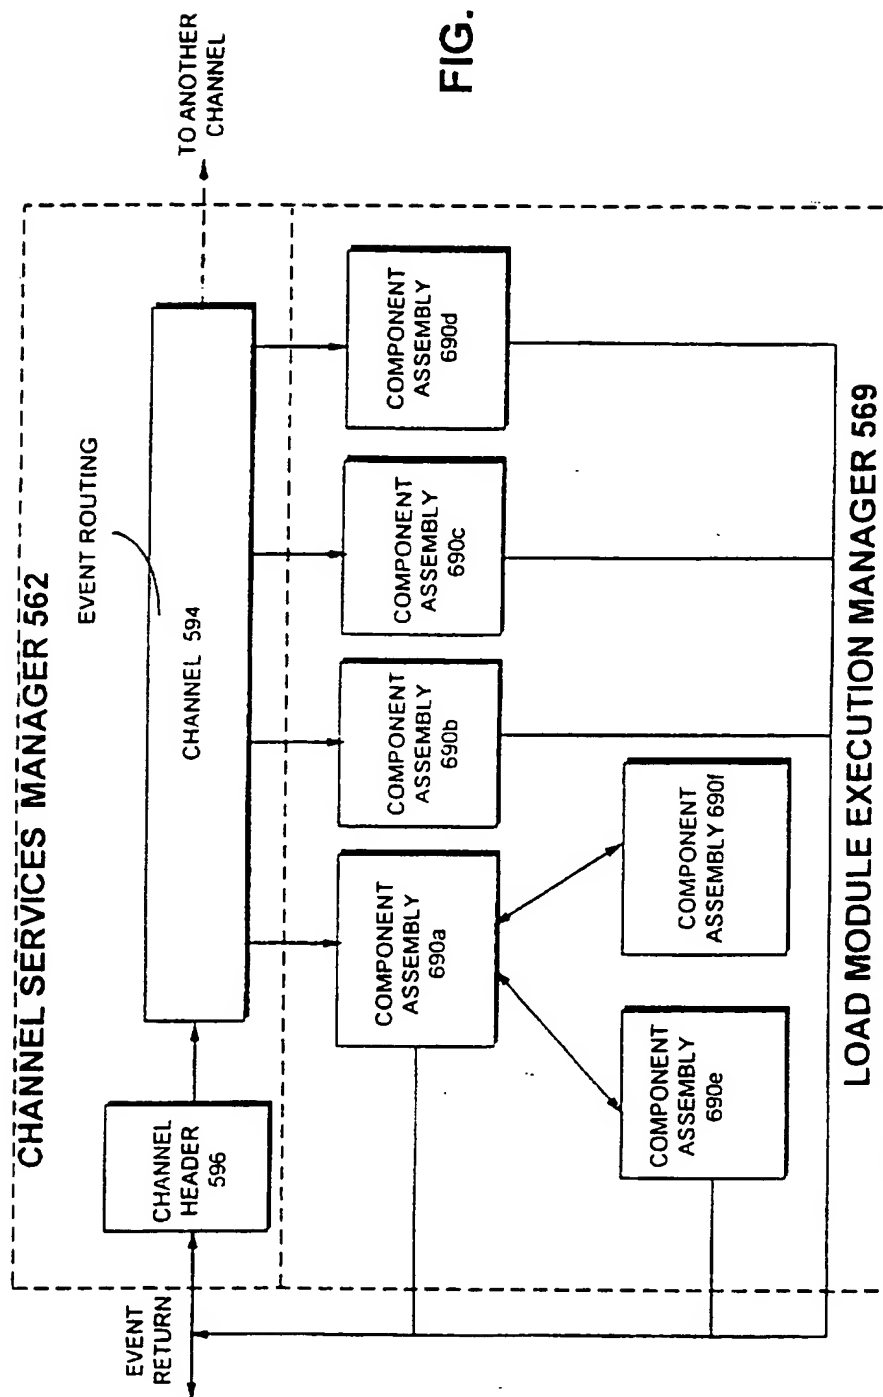 CHANNEL SERVICES MANAGER 562
EVENT
RETURN
CHANNEL
HEADER
596
CHANNEL 594
EVENT ROUTING
TO ANOTHER
CHANNEL
COMPONENT
ASSEMBLY
690a
COMPONENT
ASSEMBLY
690b
COMPONENT
ASSEMBLY
690c
COMPONENT
ASSEMBLY
690d
COMPONENT
ASSEMBLY
690e
COMPONENT
ASSEMBLY 690f
LOAD MODULE EXECUTION MANAGER 569
FIG.